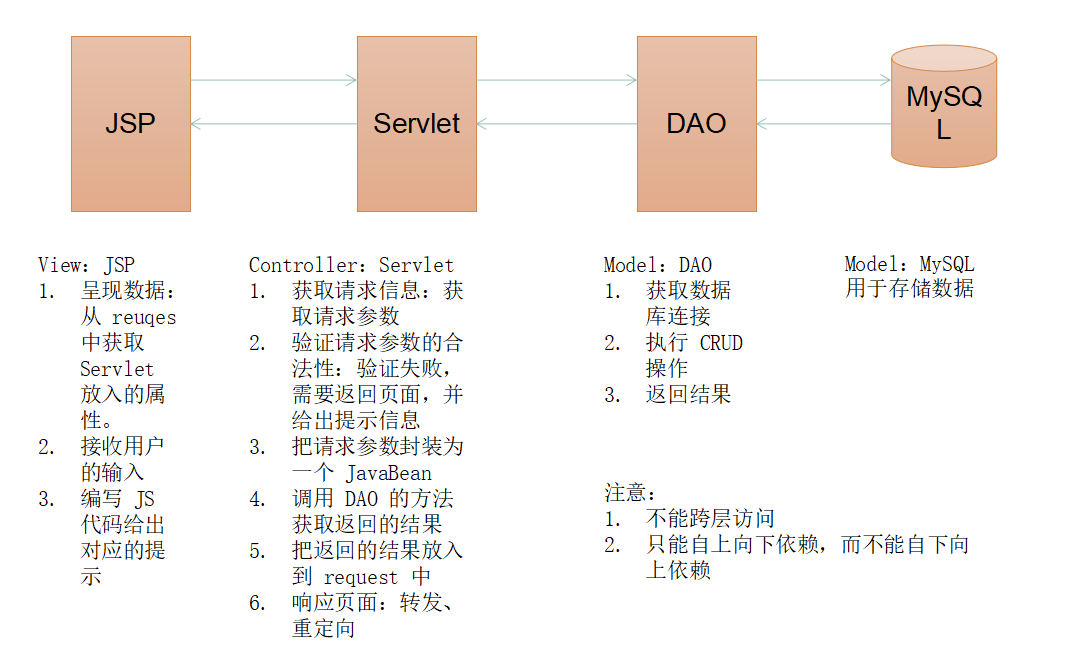 JSP
Servlet
DAO
MySQ
L
View：JSP
1. 呈现数据：
从 reuqes
中获取
Servlet
放入的属
性。
2. 接收用户
的输入
3. 编写 JS
代码给出
对应的提
示
Controller：Servlet
1. 获取请求信息：获
取请求参数
2. 验证请求参数的合
法性：验证失败，
需要返回页面，并
给出提示信息
3. 把请求参数封装为
一个 JavaBean
4. 调用 DAO 的方法
获取返回的结果
5. 把返回的结果放入
到 request 中
6. 响应页面：转发、
重定向
Model：DAO
1. 获取数据
库连接
2. 执行 CRUD
操作
3. 返回结果
Model：MySQL
用于存储数据
注意：
1. 不能跨层访问
2. 只能自上向下依赖，而不能自下向
上依赖